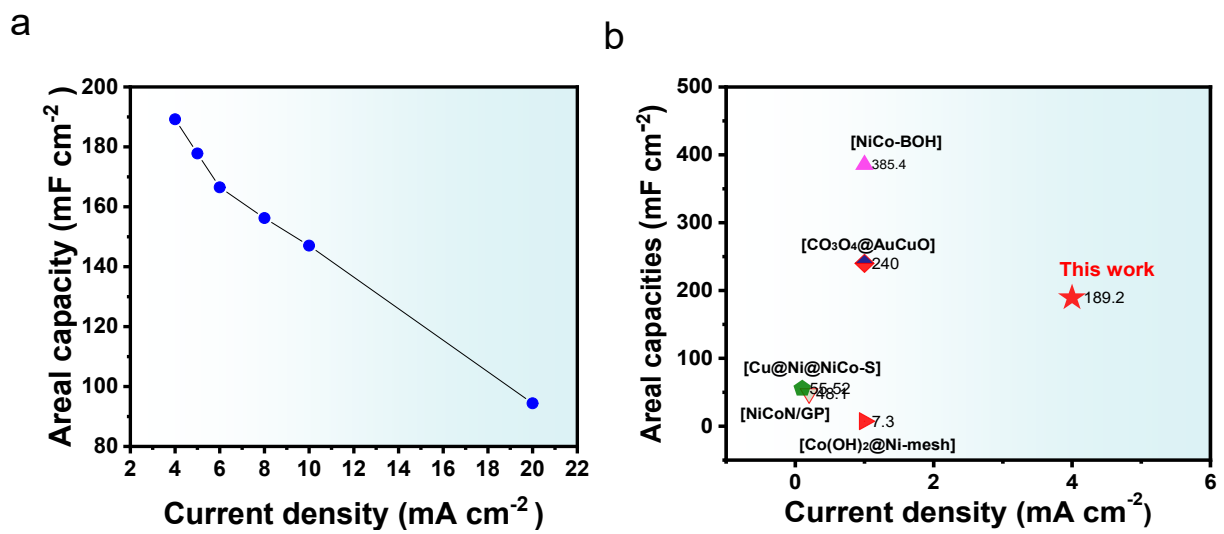 a
Areal capacity (mF cm⁻²)
200
180
160
140
120
100
80
2 4 6 8 10 12 14 16 18 20 22
Current density (mA cm⁻² )
b
Areal capacities (mF cm⁻²)
500
400
300
200
100
0
[NiCo-BOH]
385.4
[CO₃O₄@AuCuO]
240
This work
189.2
[Cu@Ni@NiCo-S]
55.52
48.1
[NiCoN/GP]
7.3
[Co(OH)₂@Ni-mesh]
0 2 4 6
Current density (mA cm⁻²)